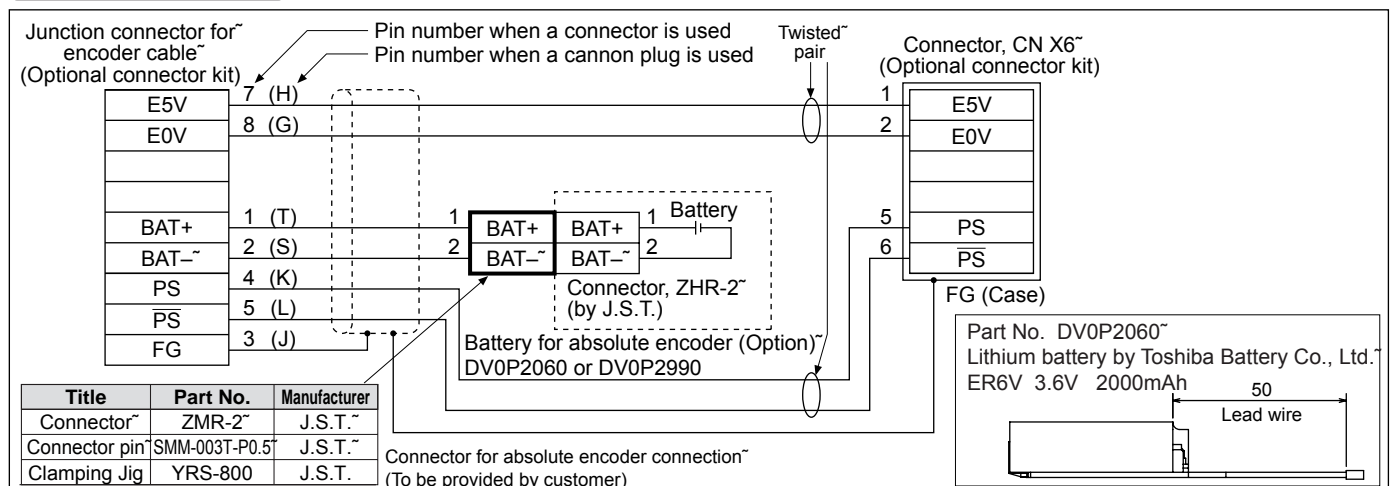 Junction connector for˜
encoder cable˜
(Optional connector kit)
Pin number when a connector is used
Pin number when a cannon plug is used
Twisted˜
pair
Connector, CN X6˜
(Optional connector kit)
E5V 7 (H)
E0V 8 (G)
BAT+ 1 (T)
BAT–˜ 2 (S)
PS 4 (K)
PS 5 (L)
FG 3 (J)
1 BAT+ BAT+ 1
2 BAT–˜ BAT–˜ 2
Battery
Connector, ZHR-2˜
(by J.S.T.)
Battery for absolute encoder (Option)˜
DV0P2060 or DV0P2990
1 E5V
2 E0V
5 PS
6 PS
FG (Case)
Title Part No. Manufacturer
Connector˜ ZMR-2˜ J.S.T.˜
Connector pin˜ SMM-003T-P0.5˜ J.S.T.˜
Clamping Jig YRS-800 J.S.T.
Connector for absolute encoder connection˜
(To be provided by customer)
Part No. DV0P2060˜
Lithium battery by Toshiba Battery Co., Ltd.˜
ER6V 3.6V 2000mAh
50
Lead wire